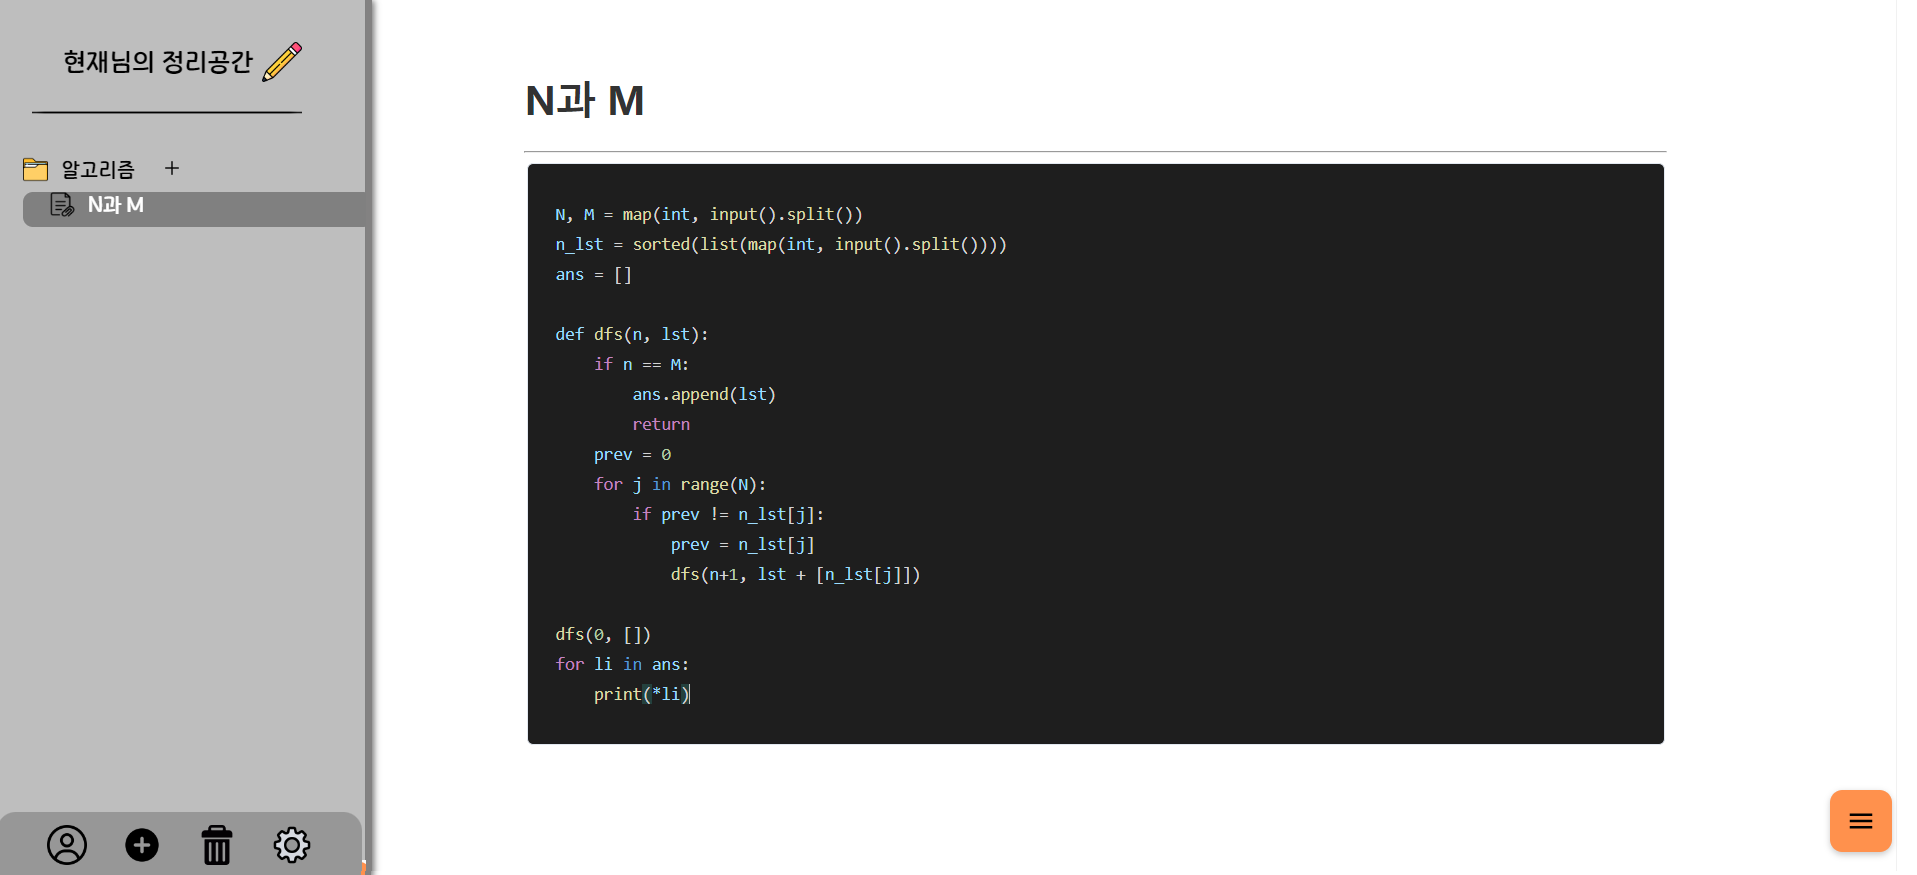 현재님의 정리공간
알고리즘 +
N과 M
N과 M
N, M = map(int, input().split())
n_lst = sorted(list(map(int, input().split())))
ans = []
def dfs(n, lst):
    if n == M:
        ans.append(lst)
        return
    prev = 0
    for j in range(N):
        if prev != n_lst[j]:
            prev = n_lst[j]
            dfs(n+1, lst + [n_lst[j]])
dfs(0, [])
for li in ans:
    print(*li)